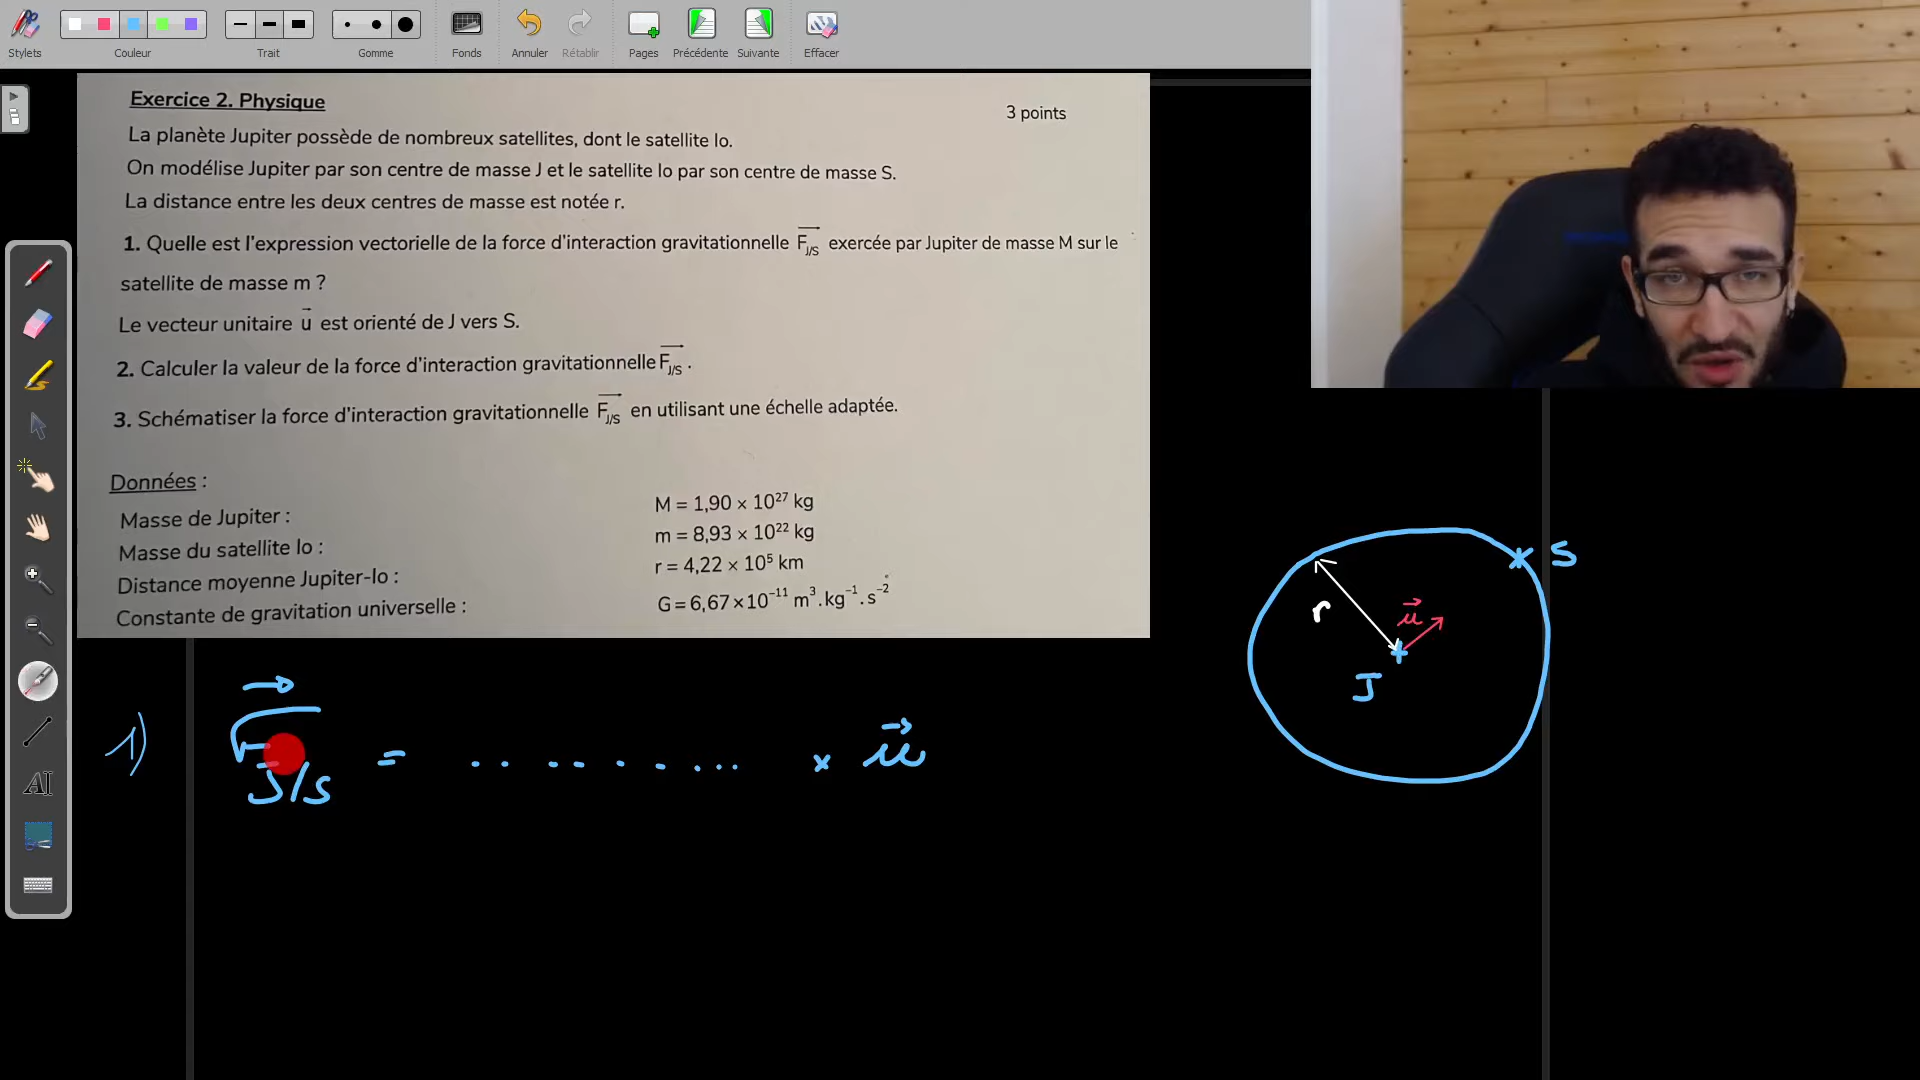 Stylets Couleur Trait Gomme Fonds Annuler Rétablir Pages Précédente Suivante Effacer
Exercice 2. Physique
3 points
La planète Jupiter possède de nombreux satellites, dont le satellite Io.
On modélise Jupiter par son centre de masse J et le satellite Io par son centre de masse S.
La distance entre les deux centres de masse est notée r.
1. Quelle est l'expression vectorielle de la force d'interaction gravitationnelle F⃗J/S exercée par Jupiter de masse M sur le
satellite de masse m ?
Le vecteur unitaire u⃗ est orienté de J vers S.
2. Calculer la valeur de la force d'interaction gravitationnelle F⃗J/S .
3. Schématiser la force d'interaction gravitationnelle F⃗J/S en utilisant une échelle adaptée.
Données :
Masse de Jupiter : M = 1,90 × 10²⁷ kg
Masse du satellite Io : m = 8,93 × 10²² kg
Distance moyenne Jupiter-Io : r = 4,22 × 10⁵ km
Constante de gravitation universelle : G = 6,67 × 10⁻¹¹ m³.kg⁻¹.s⁻²
S
r
u⃗
J
1) F⃗J/S = .......... × u⃗
AI